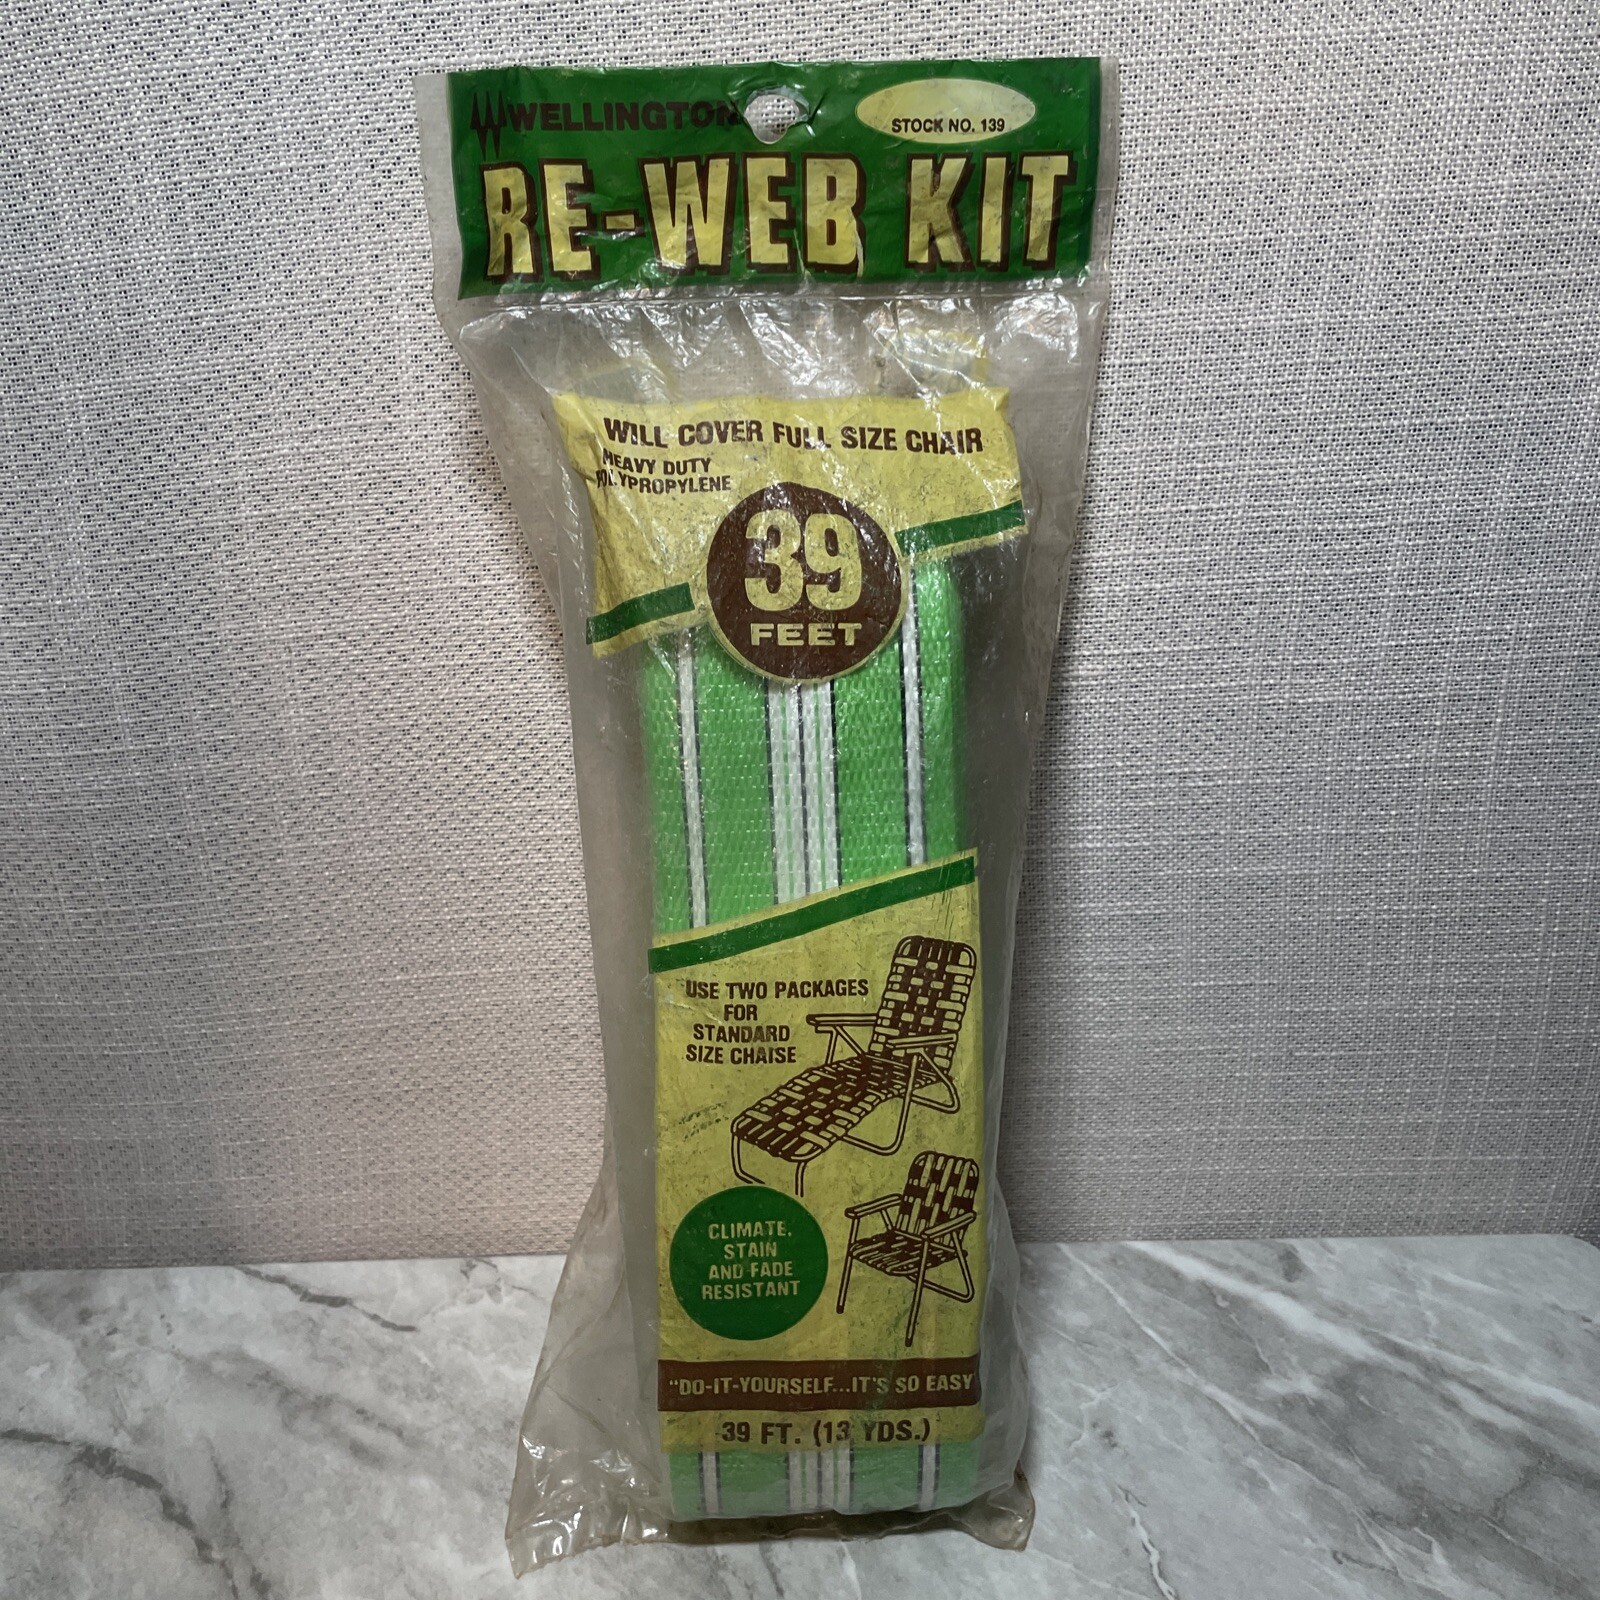 WELLINGTON
STOCK NO. 139
RE-WEB KIT
WILL COVER FULL SIZE CHAIR
HEAVY DUTY
POLYPROPYLENE
39
FEET
USE TWO PACKAGES
FOR
STANDARD
SIZE CHAISE
CLIMATE,
STAIN
AND FADE
RESISTANT
"DO-IT-YOURSELF...IT'S SO EASY
39 FT. (13 YDS.)